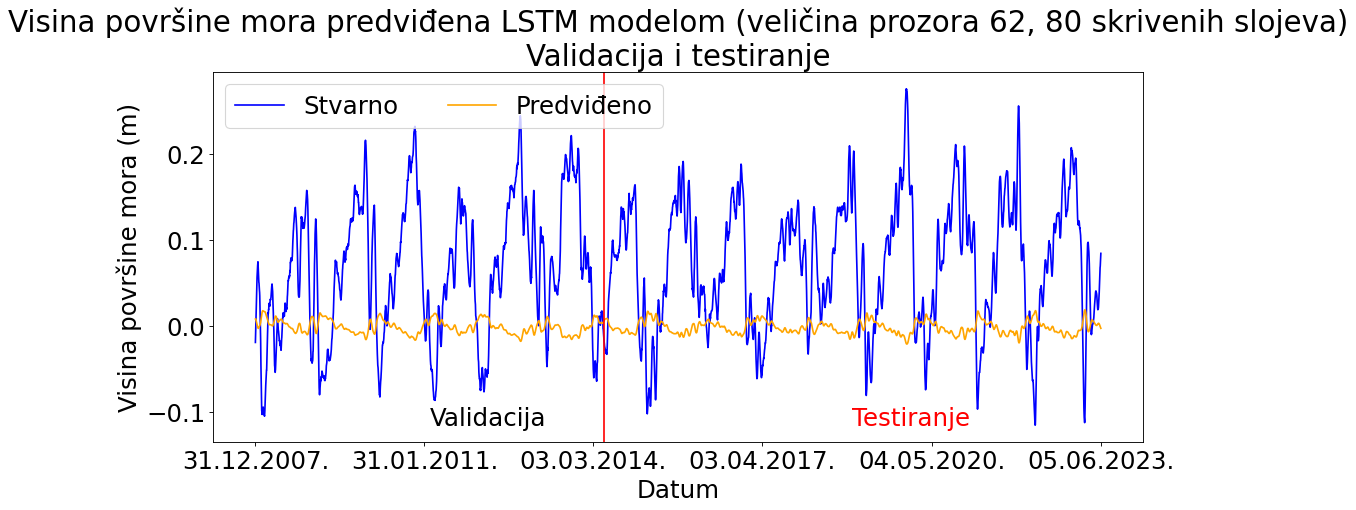 Visina površine mora predviđena LSTM modelom (veličina prozora 62, 80 skrivenih slojeva)
Validacija i testiranje
Stvarno
Predviđeno
Visina površine mora (m)
0.2
0.1
0.0
−0.1
Validacija
Testiranje
31.12.2007.
31.01.2011.
03.03.2014.
03.04.2017.
04.05.2020.
05.06.2023.
Datum